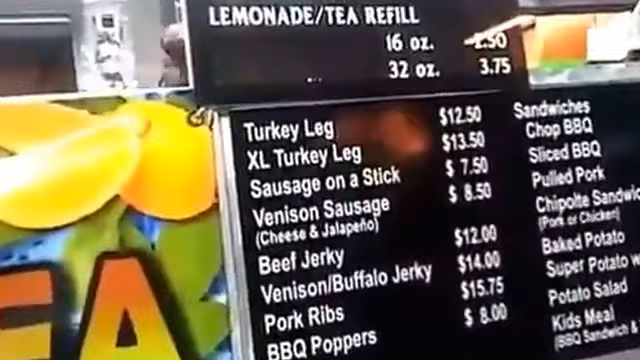 LEMONADE/TEA REFILL
16 oz.
32 oz. 3.75
Turkey Leg $12.50
XL Turkey Leg $13.50
Sausage on a Stick $ 7.50
Venison Sausage $ 8.50
(Cheese & Jalapeño)
Beef Jerky $12.00
Venison/Buffalo Jerky $14.00
Pork Ribs $15.75
BBQ Poppers $ 8.00
Sandwiches
Chop BBQ
Sliced BBQ
Pulled Pork
Chipolte Sandwi
(Pork or Chicken)
Baked Potato
Super Potato w
Potato Salad
Kids Meal
(BBQ Sandwich &
EA